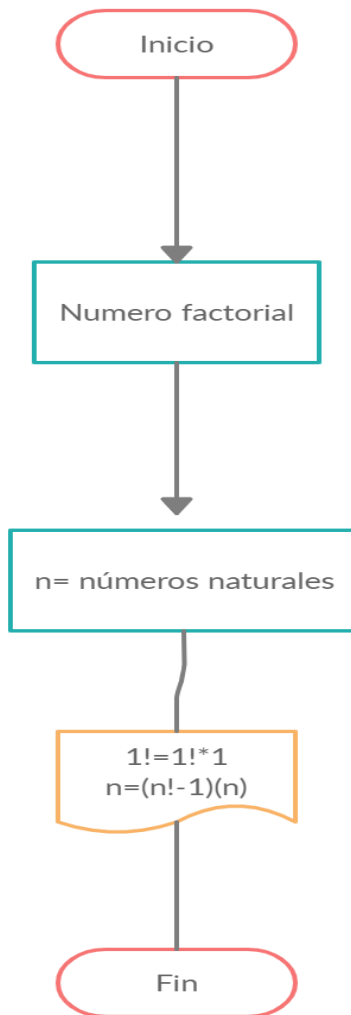 Inicio
Numero factorial
n= números naturales
1!=1!*1
n=(n!-1)(n)
Fin